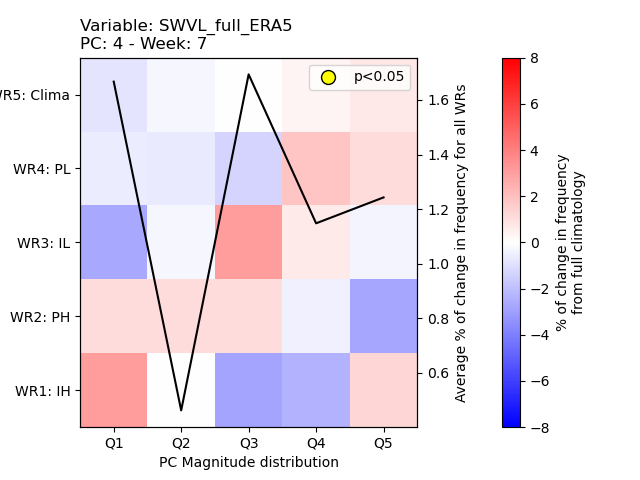 Variable: SWVL_full_ERA5
PC: 4 - Week: 7
p<0.05
WR5: Clima
WR4: PL
WR3: IL
WR2: PH
WR1: IH
Q1 Q2 Q3 Q4 Q5
PC Magnitude distribution
1.6
1.4
1.2
1.0
0.8
0.6
Average % of change in frequency for all WRs
8
6
4
2
0
−2
−4
−6
−8
% of change in frequency
from full climatology